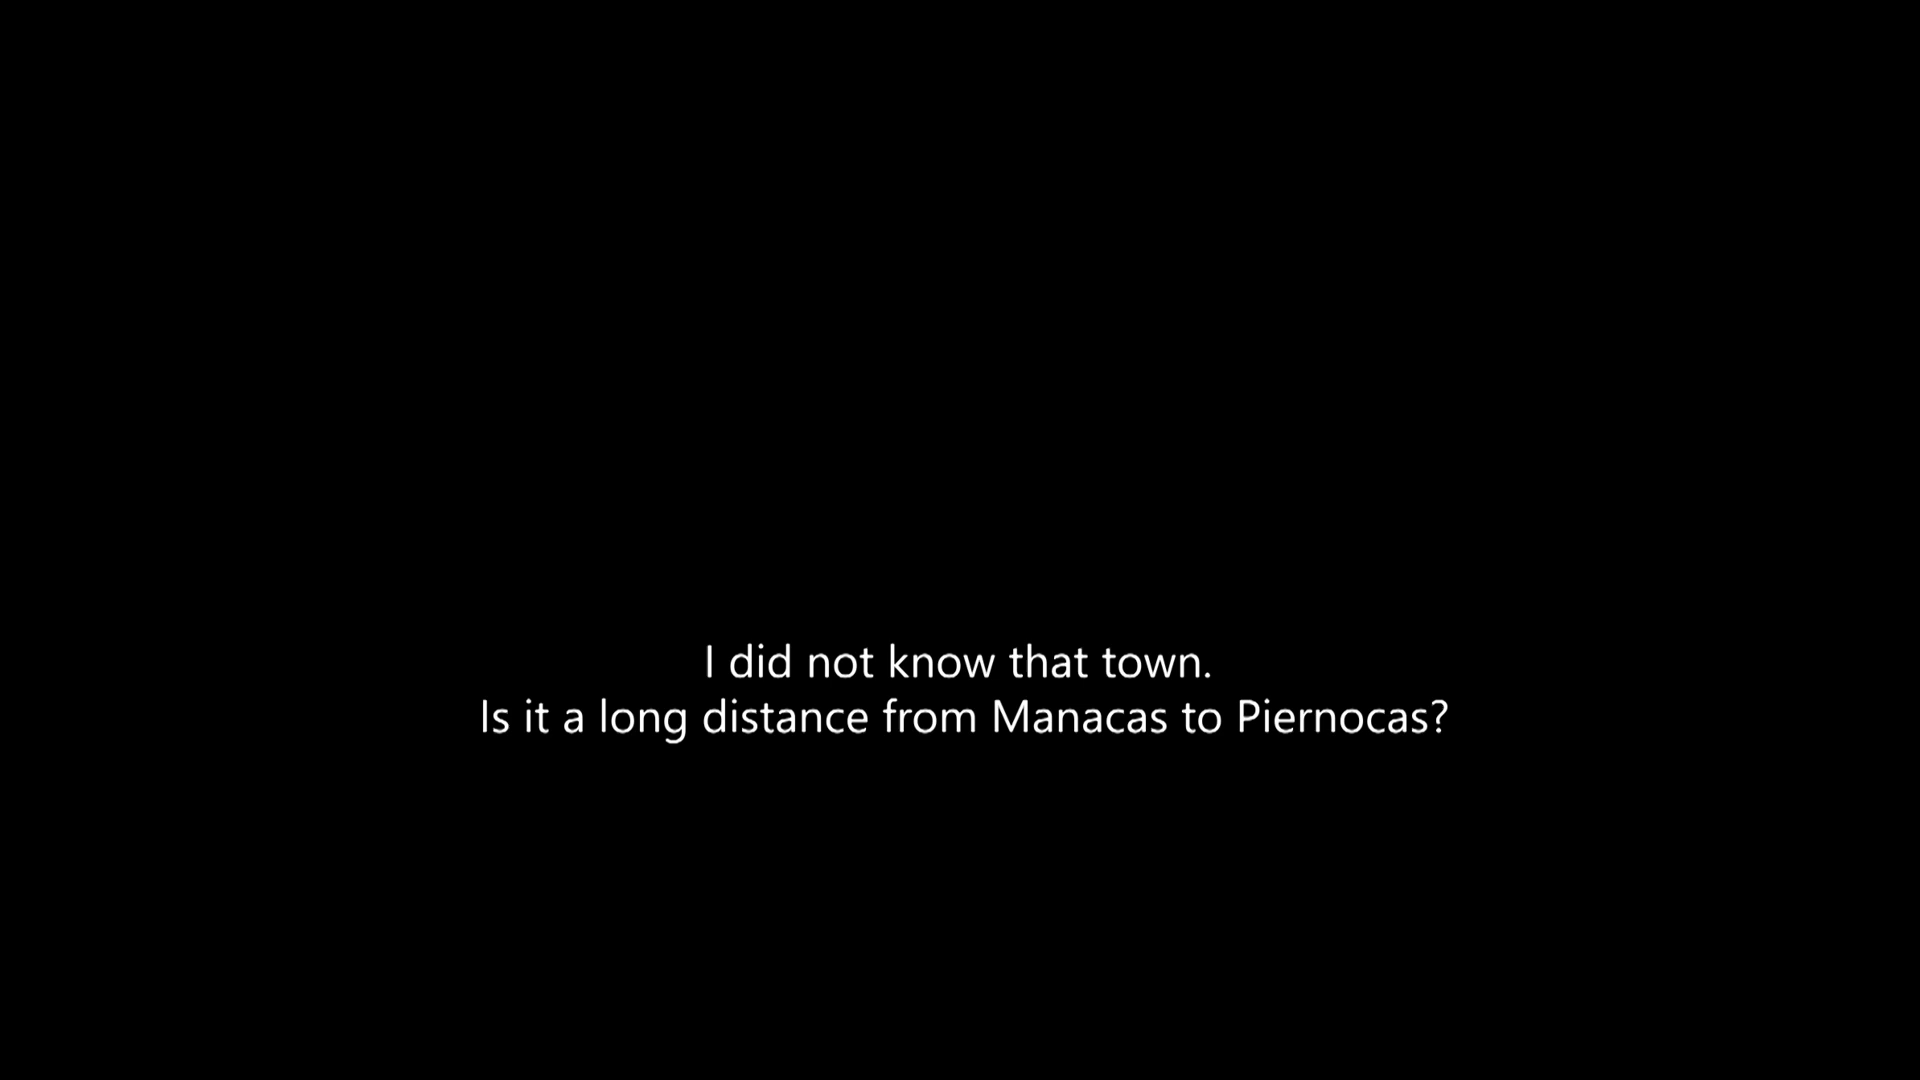 I did not know that town.
Is it a long distance from Manacas to Piernocas?